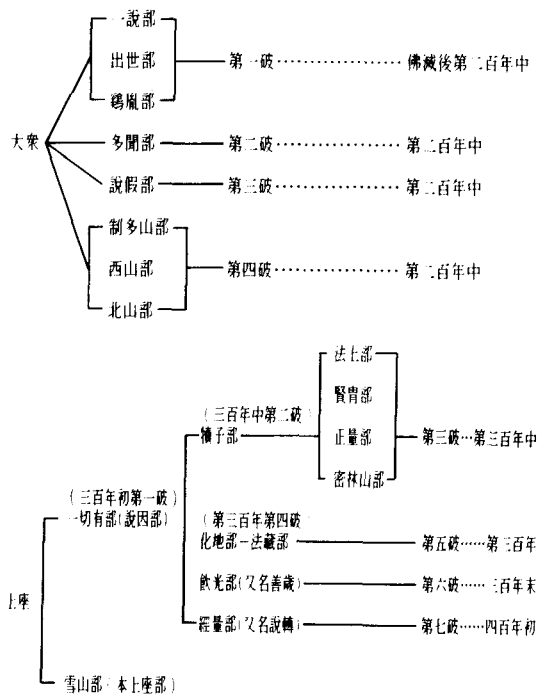 一說部
出世部 第一破 佛滅後第二百年中
鷄胤部
大衆 多聞部 第二破 第二百年中
說假部 第三破 第二百年中
制多山部
西山部 第四破 第二百年中
北山部
法上部
賢冑部
(三百年中第二破)
犢子部 正量部 第三破…第三百年中
密林山部
(三百年初第一破)
一切有部(說因部)
(第三百年第四破)
化地部－法藏部 第五破……第三百年
飲光部(又名善歲) 第六破……三百年末
上座
經量部(又名說轉) 第七破……四百年初
雪山部(本上座部)